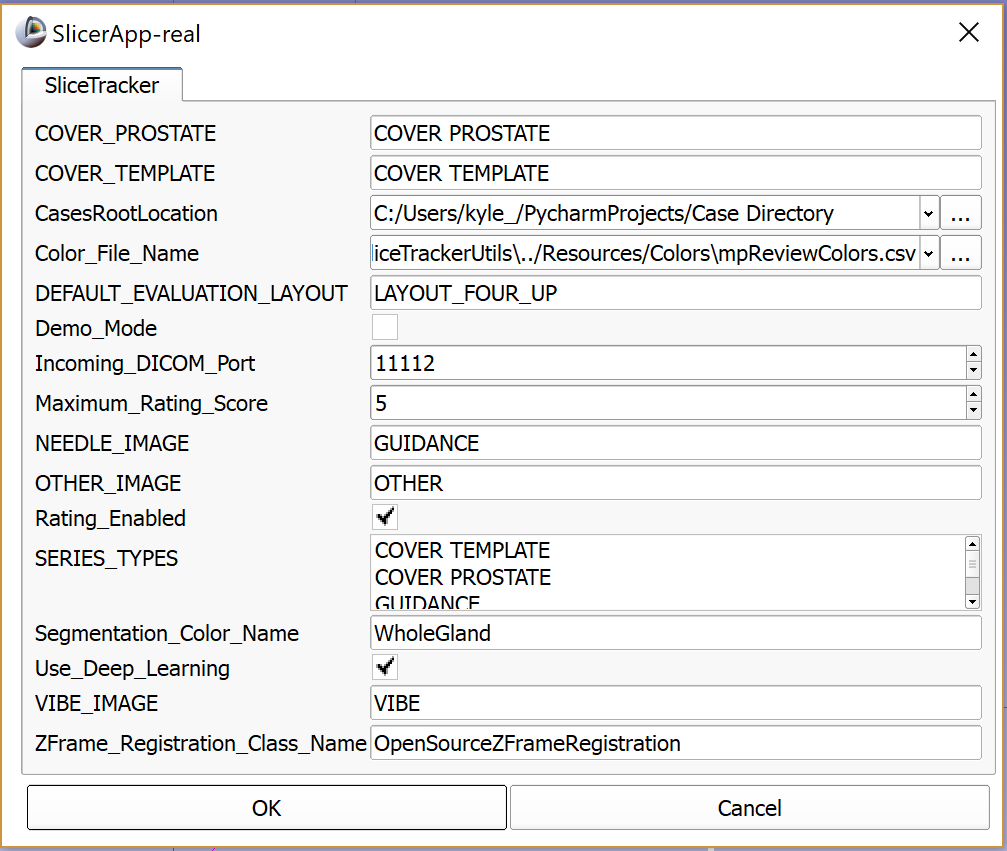 SlicerApp-real
SliceTracker
COVER_PROSTATE COVER PROSTATE
COVER_TEMPLATE COVER TEMPLATE
CasesRootLocation C:/Users/kyle_/PycharmProjects/Case Directory ...
Color_File_Name liceTrackerUtils\../Resources/Colors\mpReviewColors.csv ...
DEFAULT_EVALUATION_LAYOUT LAYOUT_FOUR_UP
Demo_Mode
Incoming_DICOM_Port 11112
Maximum_Rating_Score 5
NEEDLE_IMAGE GUIDANCE
OTHER_IMAGE OTHER
Rating_Enabled
SERIES_TYPES COVER TEMPLATE
COVER PROSTATE
GUIDANCE
Segmentation_Color_Name WholeGland
Use_Deep_Learning
VIBE_IMAGE VIBE
ZFrame_Registration_Class_Name OpenSourceZFrameRegistration
OK Cancel